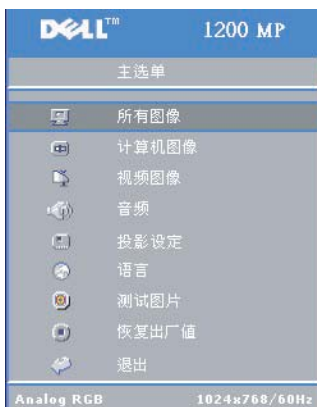 DELL™ 1200 MP
主选单
所有图像
计算机图像
视频图像
音频
投影设定
语言
测试图片
恢复出厂值
退出
Analog RGB 1024x768/60Hz